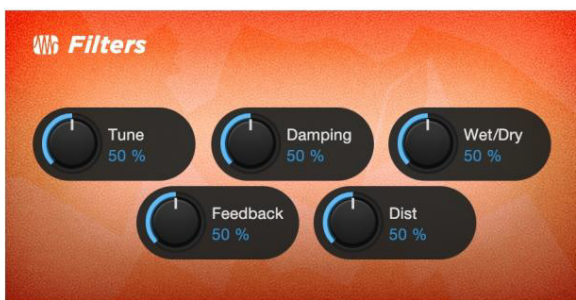 Filters
Tune
50 %
Damping
50 %
Wet/Dry
50 %
Feedback
50 %
Dist
50 %